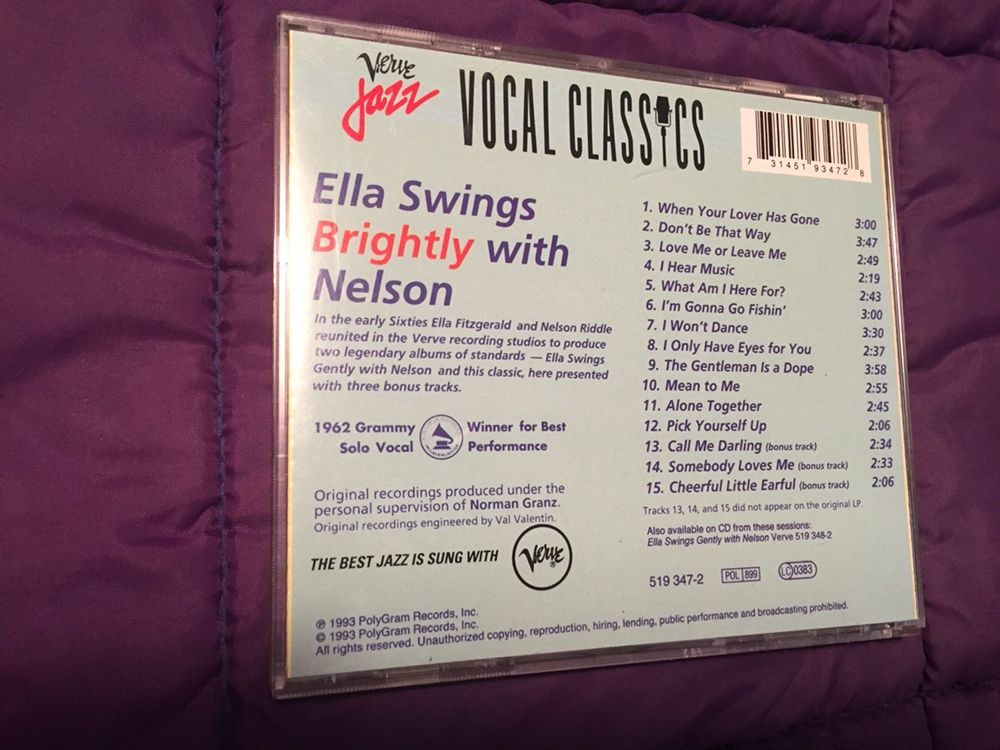 Verve
Jazz
VOCAL CLASSICS
7 31451 93472 8
Ella Swings
Brightly with
Nelson
In the early Sixties Ella Fitzgerald and Nelson Riddle
reunited in the Verve recording studios to produce
two legendary albums of standards — Ella Swings
Gently with Nelson and this classic, here presented
with three bonus tracks.
1962 Grammy Winner for Best
Solo Vocal Performance
Original recordings produced under the
personal supervision of Norman Granz.
Original recordings engineered by Val Valentin.
THE BEST JAZZ IS SUNG WITH Verve®
1. When Your Lover Has Gone 3:00
2. Don't Be That Way 3:47
3. Love Me or Leave Me 2:49
4. I Hear Music 2:19
5. What Am I Here For? 2:43
6. I'm Gonna Go Fishin' 3:00
7. I Won't Dance 3:30
8. I Only Have Eyes for You 2:37
9. The Gentleman Is a Dope 3:58
10. Mean to Me 2:55
11. Alone Together 2:45
12. Pick Yourself Up 2:06
13. Call Me Darling (bonus track) 2:34
14. Somebody Loves Me (bonus track) 2:33
15. Cheerful Little Earful (bonus track) 2:06
Tracks 13, 14, and 15 did not appear on the original LP.
Also available on CD from these sessions:
Ella Swings Gently with Nelson Verve 519 348-2
519 347-2 POL 899 LC 0383
℗ 1993 PolyGram Records, Inc.
© 1993 PolyGram Records, Inc.
All rights reserved. Unauthorized copying, reproduction, hiring, lending, public performance and broadcasting prohibited.